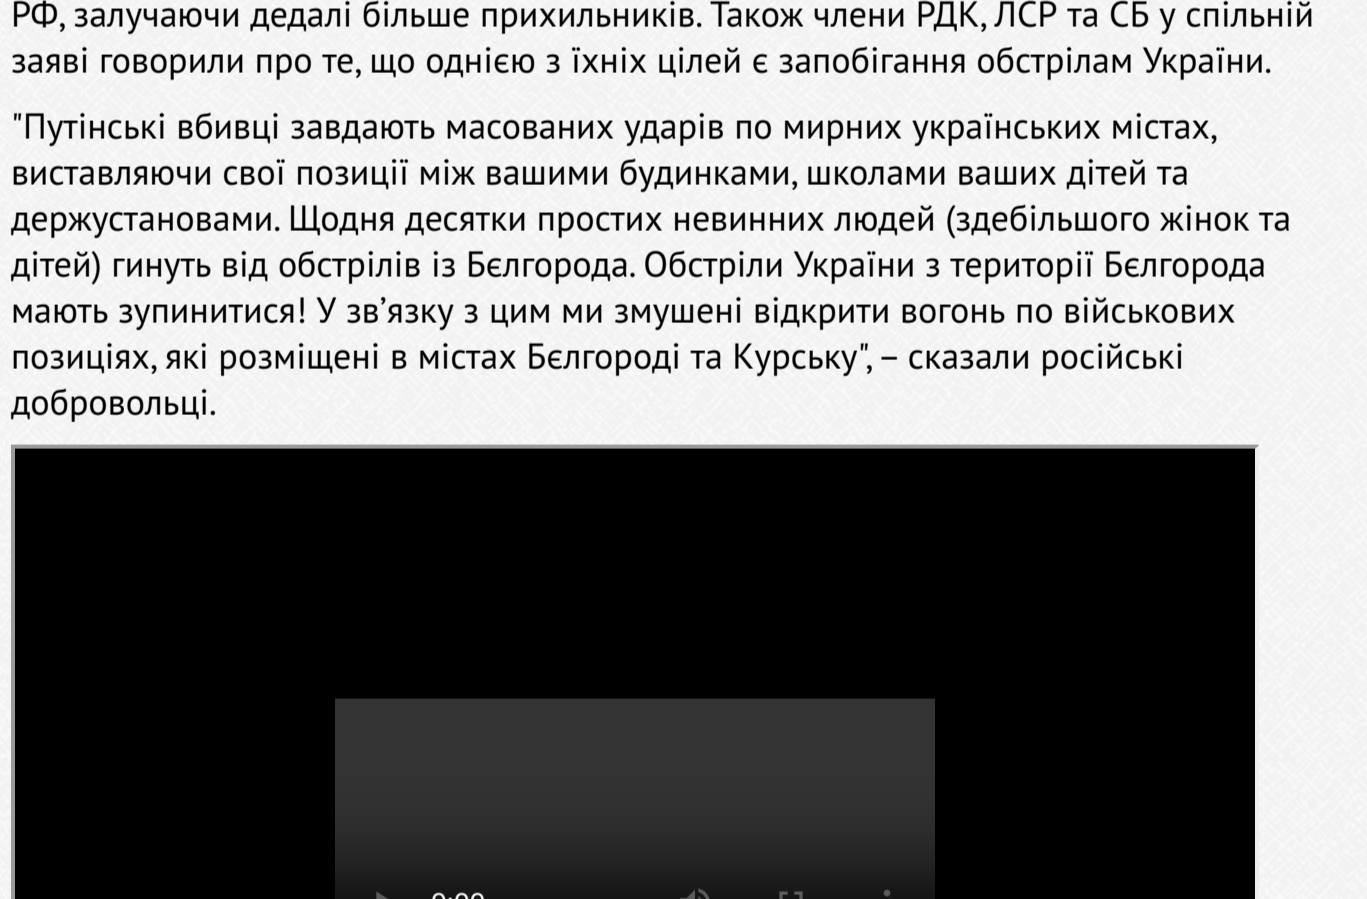 РФ, залучаючи дедалі більше прихильників. Також члени РДК, ЛСР та СБ у спільній
заяві говорили про те, що однією з їхніх цілей є запобігання обстрілам України.
"Путінські вбивці завдають масованих ударів по мирних українських містах,
виставляючи свої позиції між вашими будинками, школами ваших дітей та
держустановами. Щодня десятки простих невинних людей (здебільшого жінок та
дітей) гинуть від обстрілів із Бєлгорода. Обстріли України з території Бєлгорода
мають зупинитися! У зв’язку з цим ми змушені відкрити вогонь по військових
позиціях, які розміщені в містах Бєлгороді та Курську", – сказали російські
добровольці.
0:00